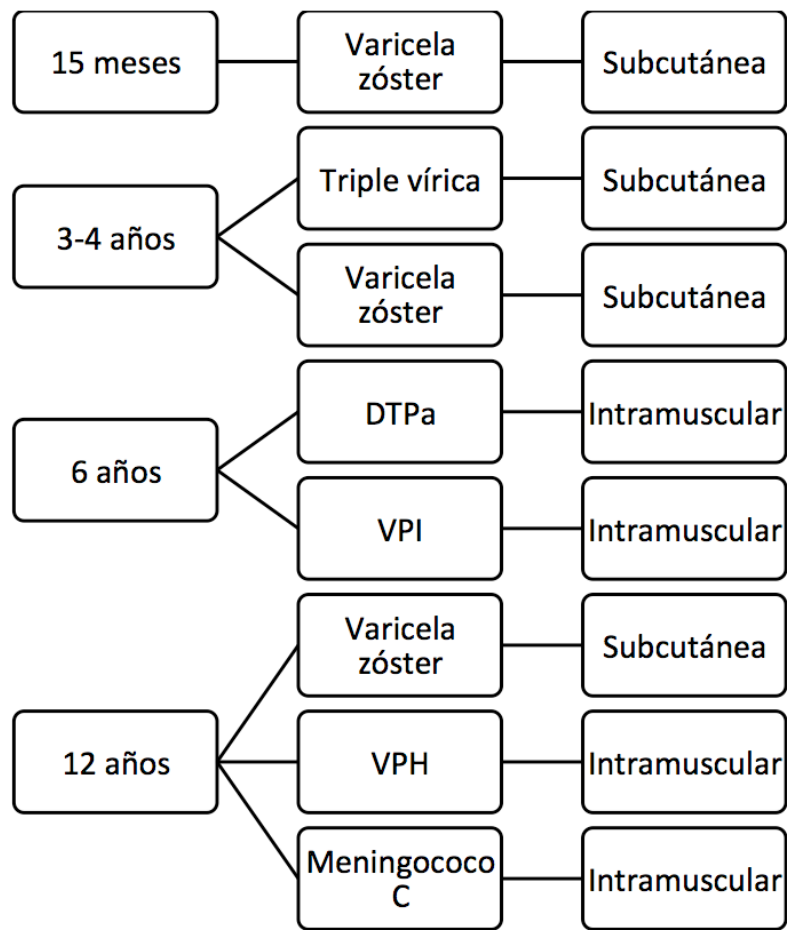 15 meses
Varicela
zóster
Subcutánea
3-4 años
Triple vírica
Subcutánea
Varicela
zóster
Subcutánea
6 años
DTPa
Intramuscular
VPI
Intramuscular
12 años
Varicela
zóster
Subcutánea
VPH
Intramuscular
Meningococo
C
Intramuscular